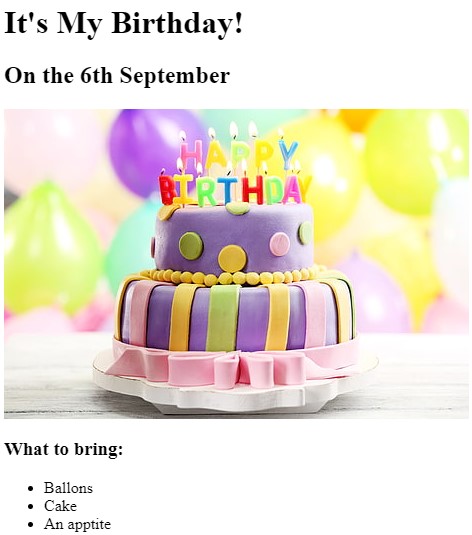 It's My Birthday!
On the 6th September
HAPPY
BIRTHDAY
What to bring:
Ballons
Cake
An apptite